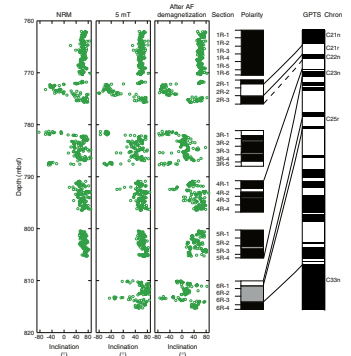 After AF
NRM 5 mT demagnetization Section Polarity GPTS Chron
760
770
780
790
800
810
820
Depth (mbsf)
1R-1
1R-2
1R-3
1R-4
1R-5
1R-6
2R-1
2R-2
2R-3
3R-1
3R-2
3R-3
3R-4
3R-5
4R-1
4R-2
4R-3
4R-4
5R-1
5R-2
5R-3
5R-4
6R-1
6R-2
6R-3
6R-4
C21n
C21r
C22n
C23n
C25r
C33n
-80 -40 0 40 80 -80 -40 0 40 80 -80 -40 0 40 80
Inclination Inclination Inclination
(°) (°) (°)